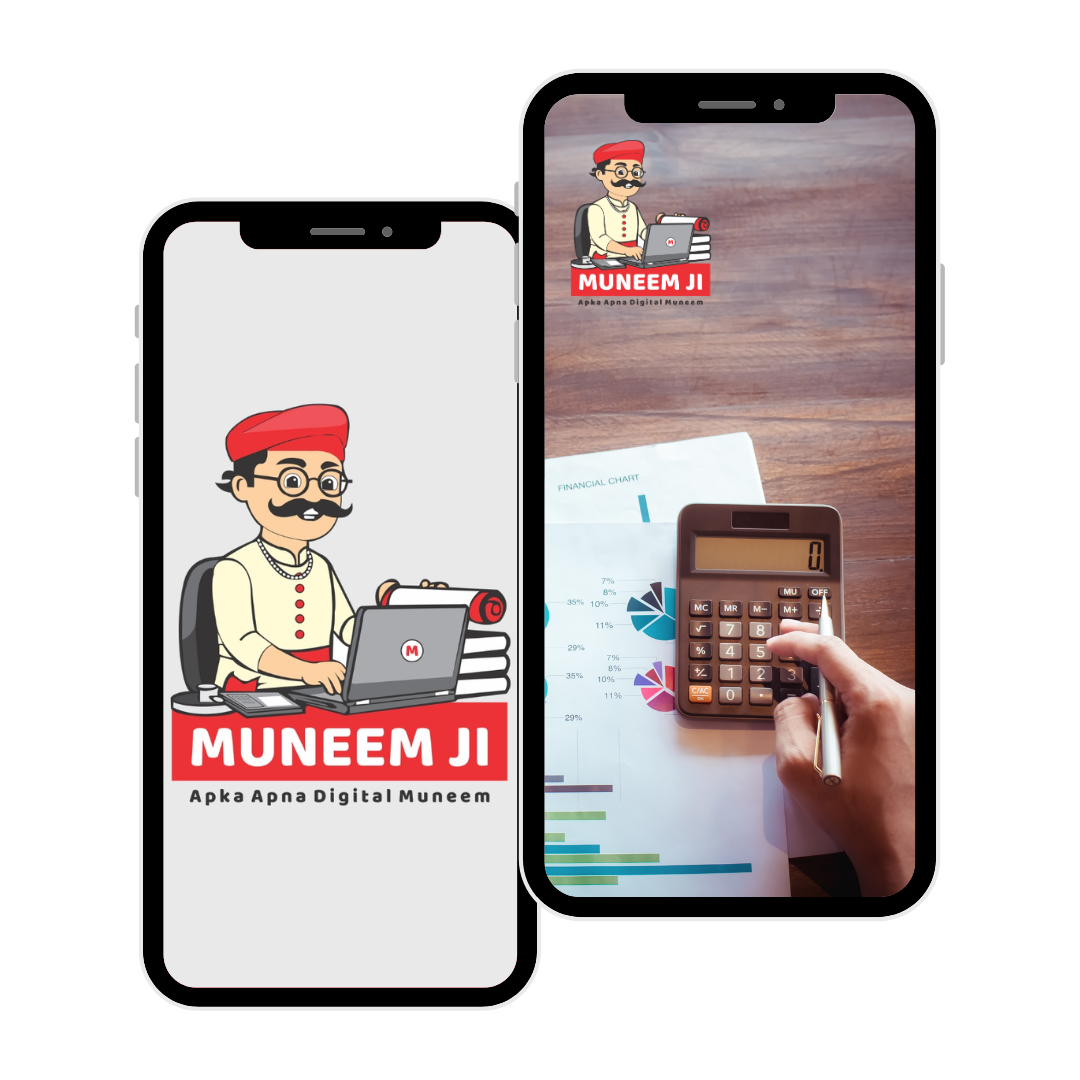 M
MUNEEM JI
Apka Apna Digital Muneem
M
MUNEEM JI
Apka Apna Digital Muneem
FINANCIAL CHART
7%
8%
35% 10%
11%
29%
7%
8%
35% 10%
11%
29%
0.
MU OFF
MC MR M− M+ ÷
√ 7 8
% 4 5
+/− 1 2 3
C/AC 0 •